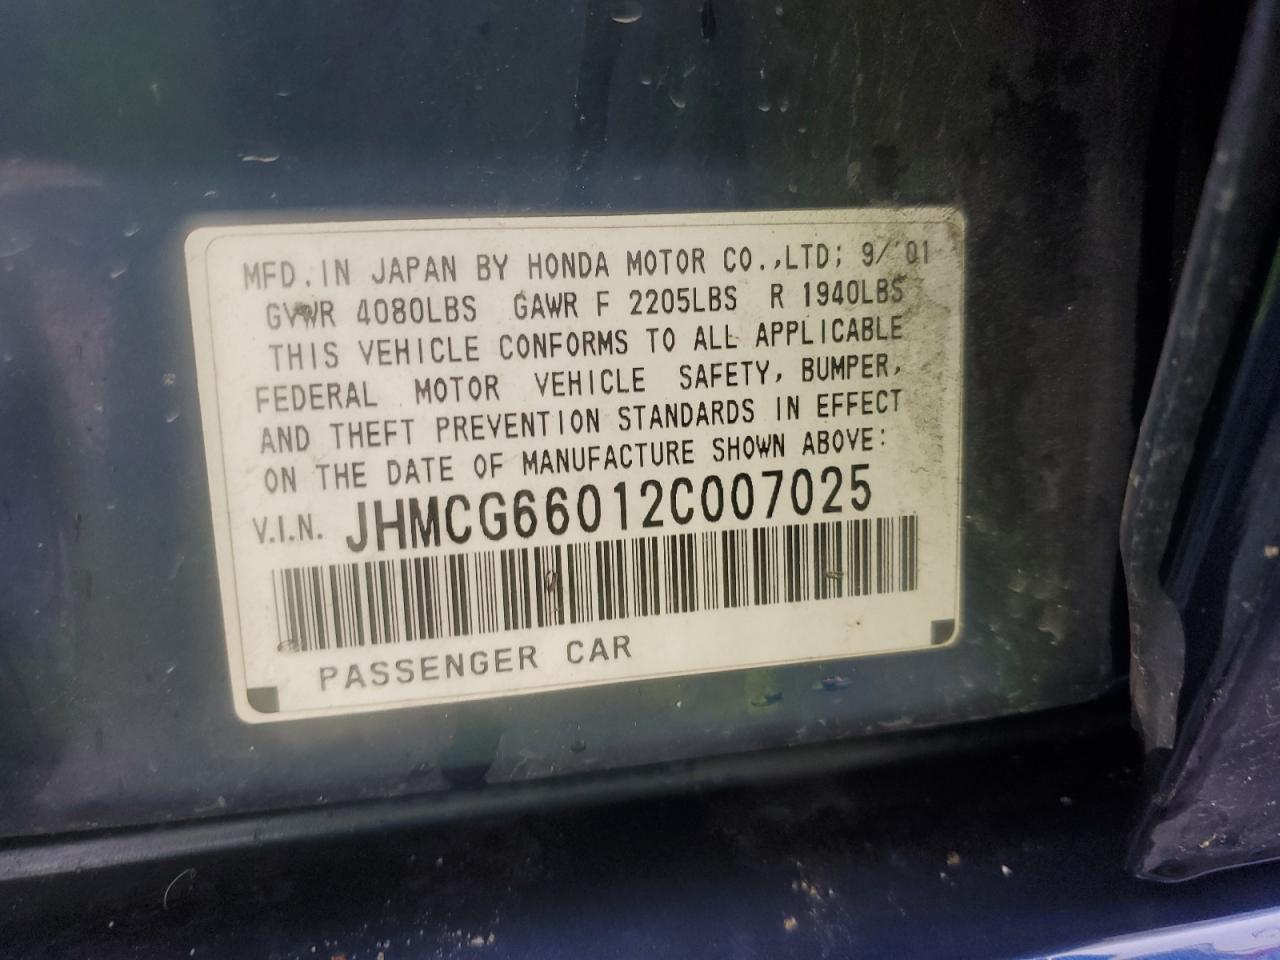 MFD. IN JAPAN BY HONDA MOTOR CO.,LTD; 9/'01
GVWR 4080LBS GAWR F 2205LBS R 1940LBS
THIS VEHICLE CONFORMS TO ALL APPLICABLE
FEDERAL MOTOR VEHICLE SAFETY, BUMPER,
AND THEFT PREVENTION STANDARDS IN EFFECT
ON THE DATE OF MANUFACTURE SHOWN ABOVE:
V.I.N. JHMCG66012C007025
PASSENGER CAR